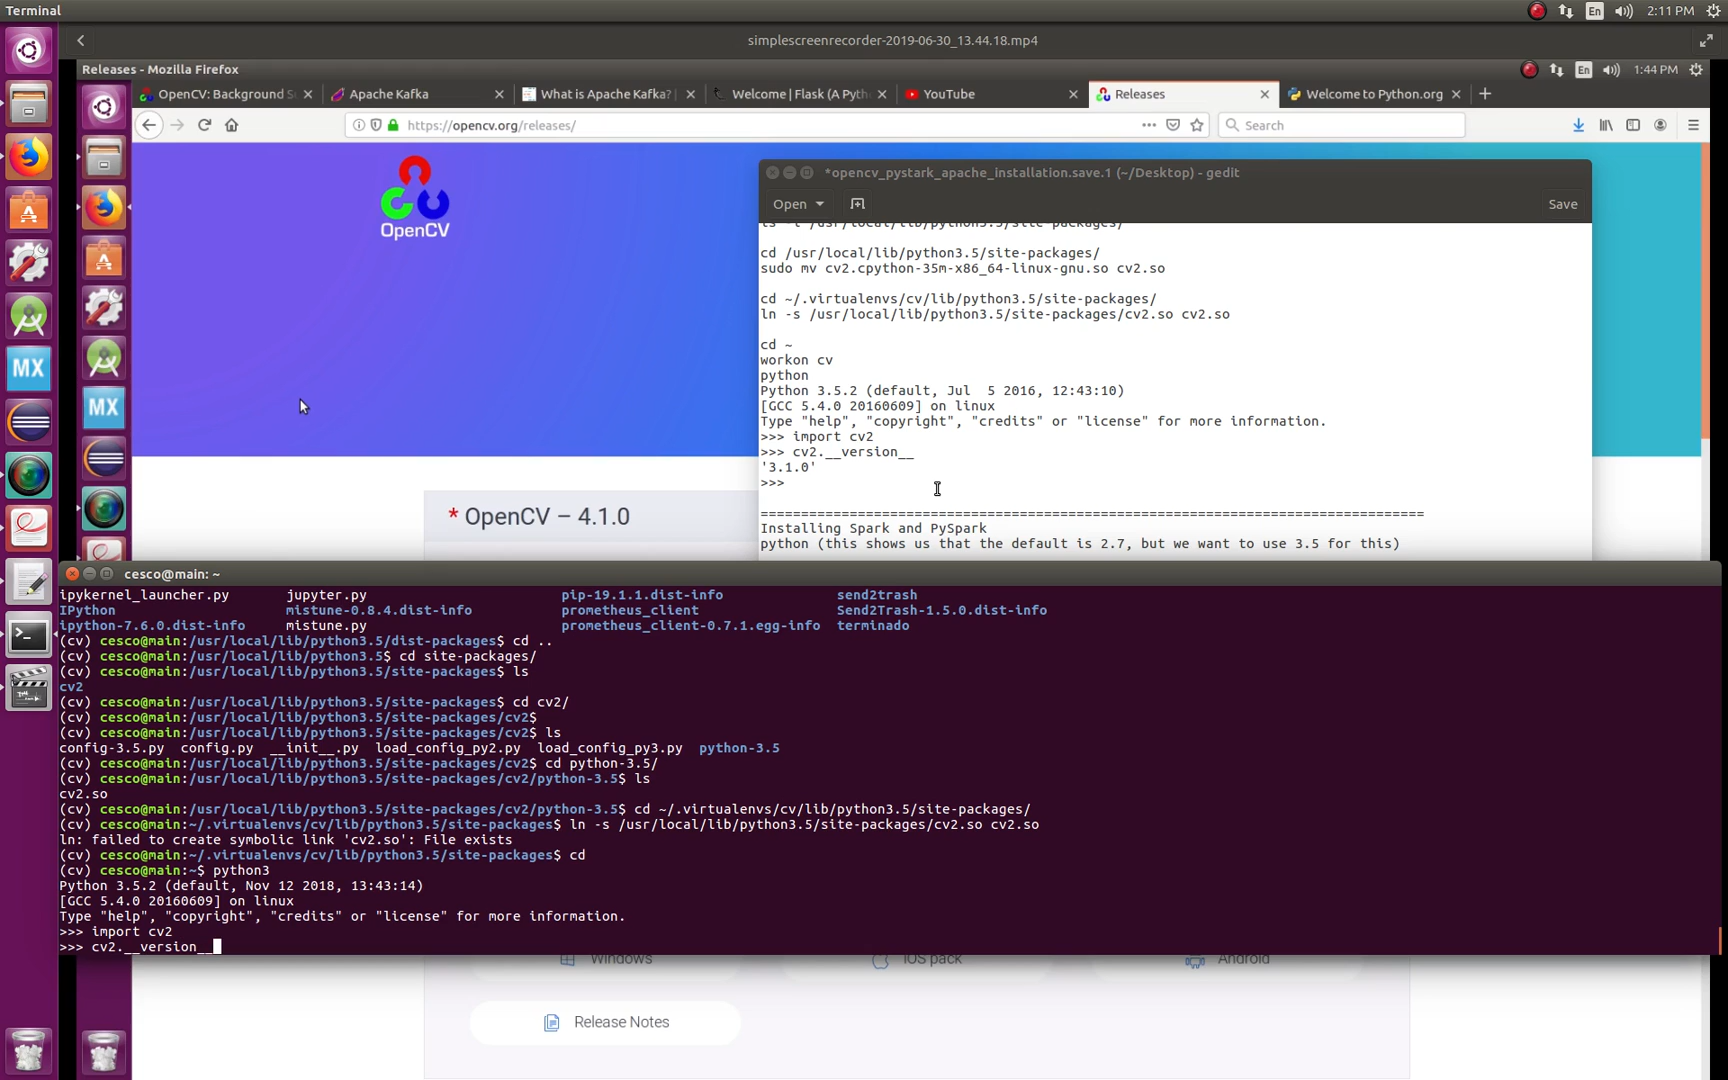 Terminal
En
2:11 PM
simplescreenrecorder-2019-06-30_13.44.18.mp4
Releases - Mozilla Firefox
En
1:44 PM
OpenCV: Background S
Apache Kafka
What is Apache Kafka?
Welcome | Flask (A Pyth
YouTube
Releases
Welcome to Python.org
https://opencv.org/releases/
Search
OpenCV
*opencv_pystark_apache_installation.save.1 (~/Desktop) - gedit
Open
Save
ls -l /usr/local/lib/python3.5/site-packages/
cd /usr/local/lib/python3.5/site-packages/
sudo mv cv2.cpython-35m-x86_64-linux-gnu.so cv2.so
cd ~/.virtualenvs/cv/lib/python3.5/site-packages/
ln -s /usr/local/lib/python3.5/site-packages/cv2.so cv2.so
cd ~
workon cv
python
Python 3.5.2 (default, Jul  5 2016, 12:43:10)
[GCC 5.4.0 20160609] on linux
Type "help", "copyright", "credits" or "license" for more information.
>>> import cv2
>>> cv2.__version__
'3.1.0'
>>>
==================================================================================
Installing Spark and PySpark
python (this shows us that the default is 2.7, but we want to use 3.5 for this)
MX
MX
* OpenCV – 4.1.0
cesco@main: ~
ipykernel_launcher.py jupyter.py pip-19.1.1.dist-info send2trash
IPython mistune-0.8.4.dist-info prometheus_client Send2Trash-1.5.0.dist-info
ipython-7.6.0.dist-info mistune.py prometheus_client-0.7.1.egg-info terminado
(cv) cesco@main:/usr/local/lib/python3.5/dist-packages$ cd ..
(cv) cesco@main:/usr/local/lib/python3.5$ cd site-packages/
(cv) cesco@main:/usr/local/lib/python3.5/site-packages$ ls
cv2
(cv) cesco@main:/usr/local/lib/python3.5/site-packages$ cd cv2/
(cv) cesco@main:/usr/local/lib/python3.5/site-packages/cv2$
(cv) cesco@main:/usr/local/lib/python3.5/site-packages/cv2$ ls
config-3.5.py config.py __init__.py load_config_py2.py load_config_py3.py python-3.5
(cv) cesco@main:/usr/local/lib/python3.5/site-packages/cv2$ cd python-3.5/
(cv) cesco@main:/usr/local/lib/python3.5/site-packages/cv2/python-3.5$ ls
cv2.so
(cv) cesco@main:/usr/local/lib/python3.5/site-packages/cv2/python-3.5$ cd ~/.virtualenvs/cv/lib/python3.5/site-packages/
(cv) cesco@main:~/.virtualenvs/cv/lib/python3.5/site-packages$ ln -s /usr/local/lib/python3.5/site-packages/cv2.so cv2.so
ln: failed to create symbolic link 'cv2.so': File exists
(cv) cesco@main:~/.virtualenvs/cv/lib/python3.5/site-packages$ cd
(cv) cesco@main:~$ python3
Python 3.5.2 (default, Nov 12 2018, 13:43:14)
[GCC 5.4.0 20160609] on linux
Type "help", "copyright", "credits" or "license" for more information.
>>> import cv2
>>> cv2.__version__
Windows
iOS pack
Android
Release Notes